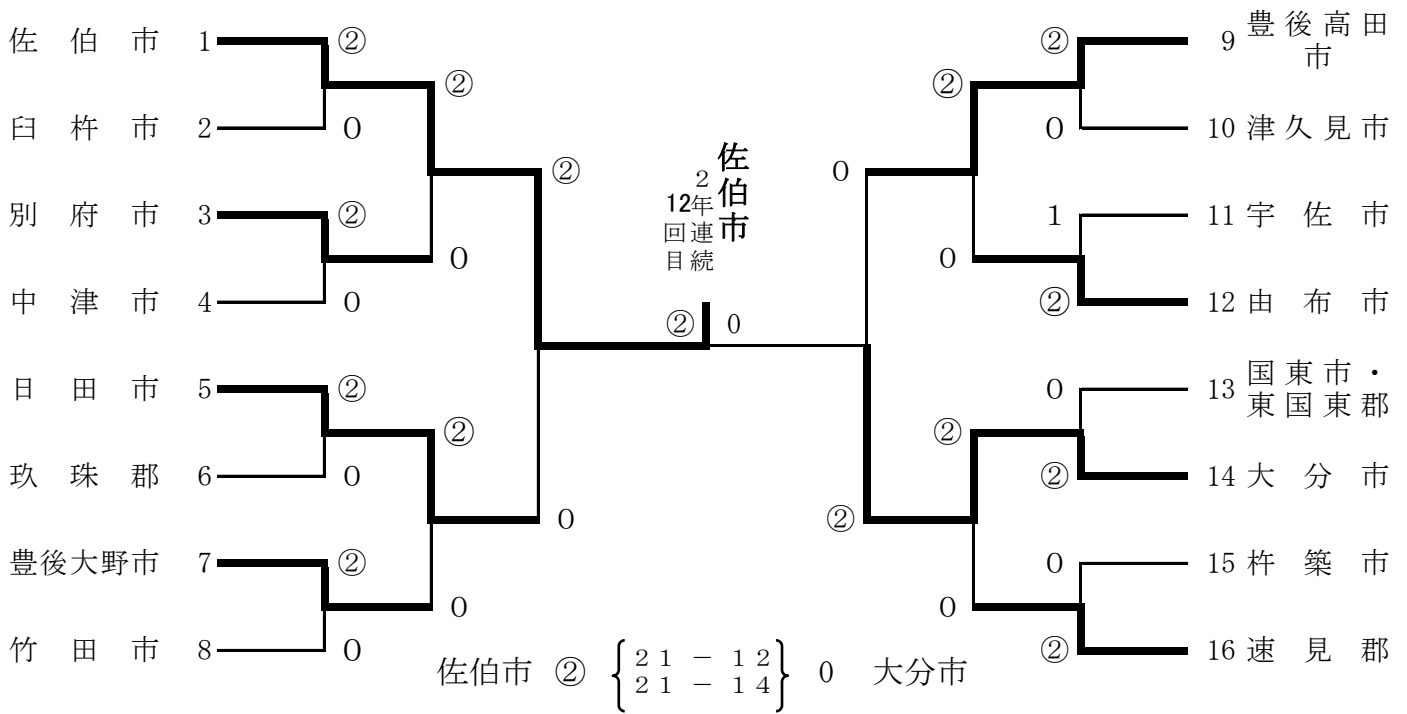 佐伯市 1 ②
②
臼杵市 2 0
②
別府市 3 ②
0
中津市 4 0
日田市 5 ②
②
玖珠郡 6 0
0
豊後大野市 7 ②
0
竹田市 8 0
佐伯市
2年連続
12回目
② 0
② 9 豊後高田市
②
0 10 津久見市
0
1 11 宇佐市
0
② 12 由布市
0 13 国東市・東国東郡
②
② 14 大分市
②
0 15 杵築市
0
② 16 速見郡
佐伯市 ② { 21 － 12 } 0 大分市
21 － 14